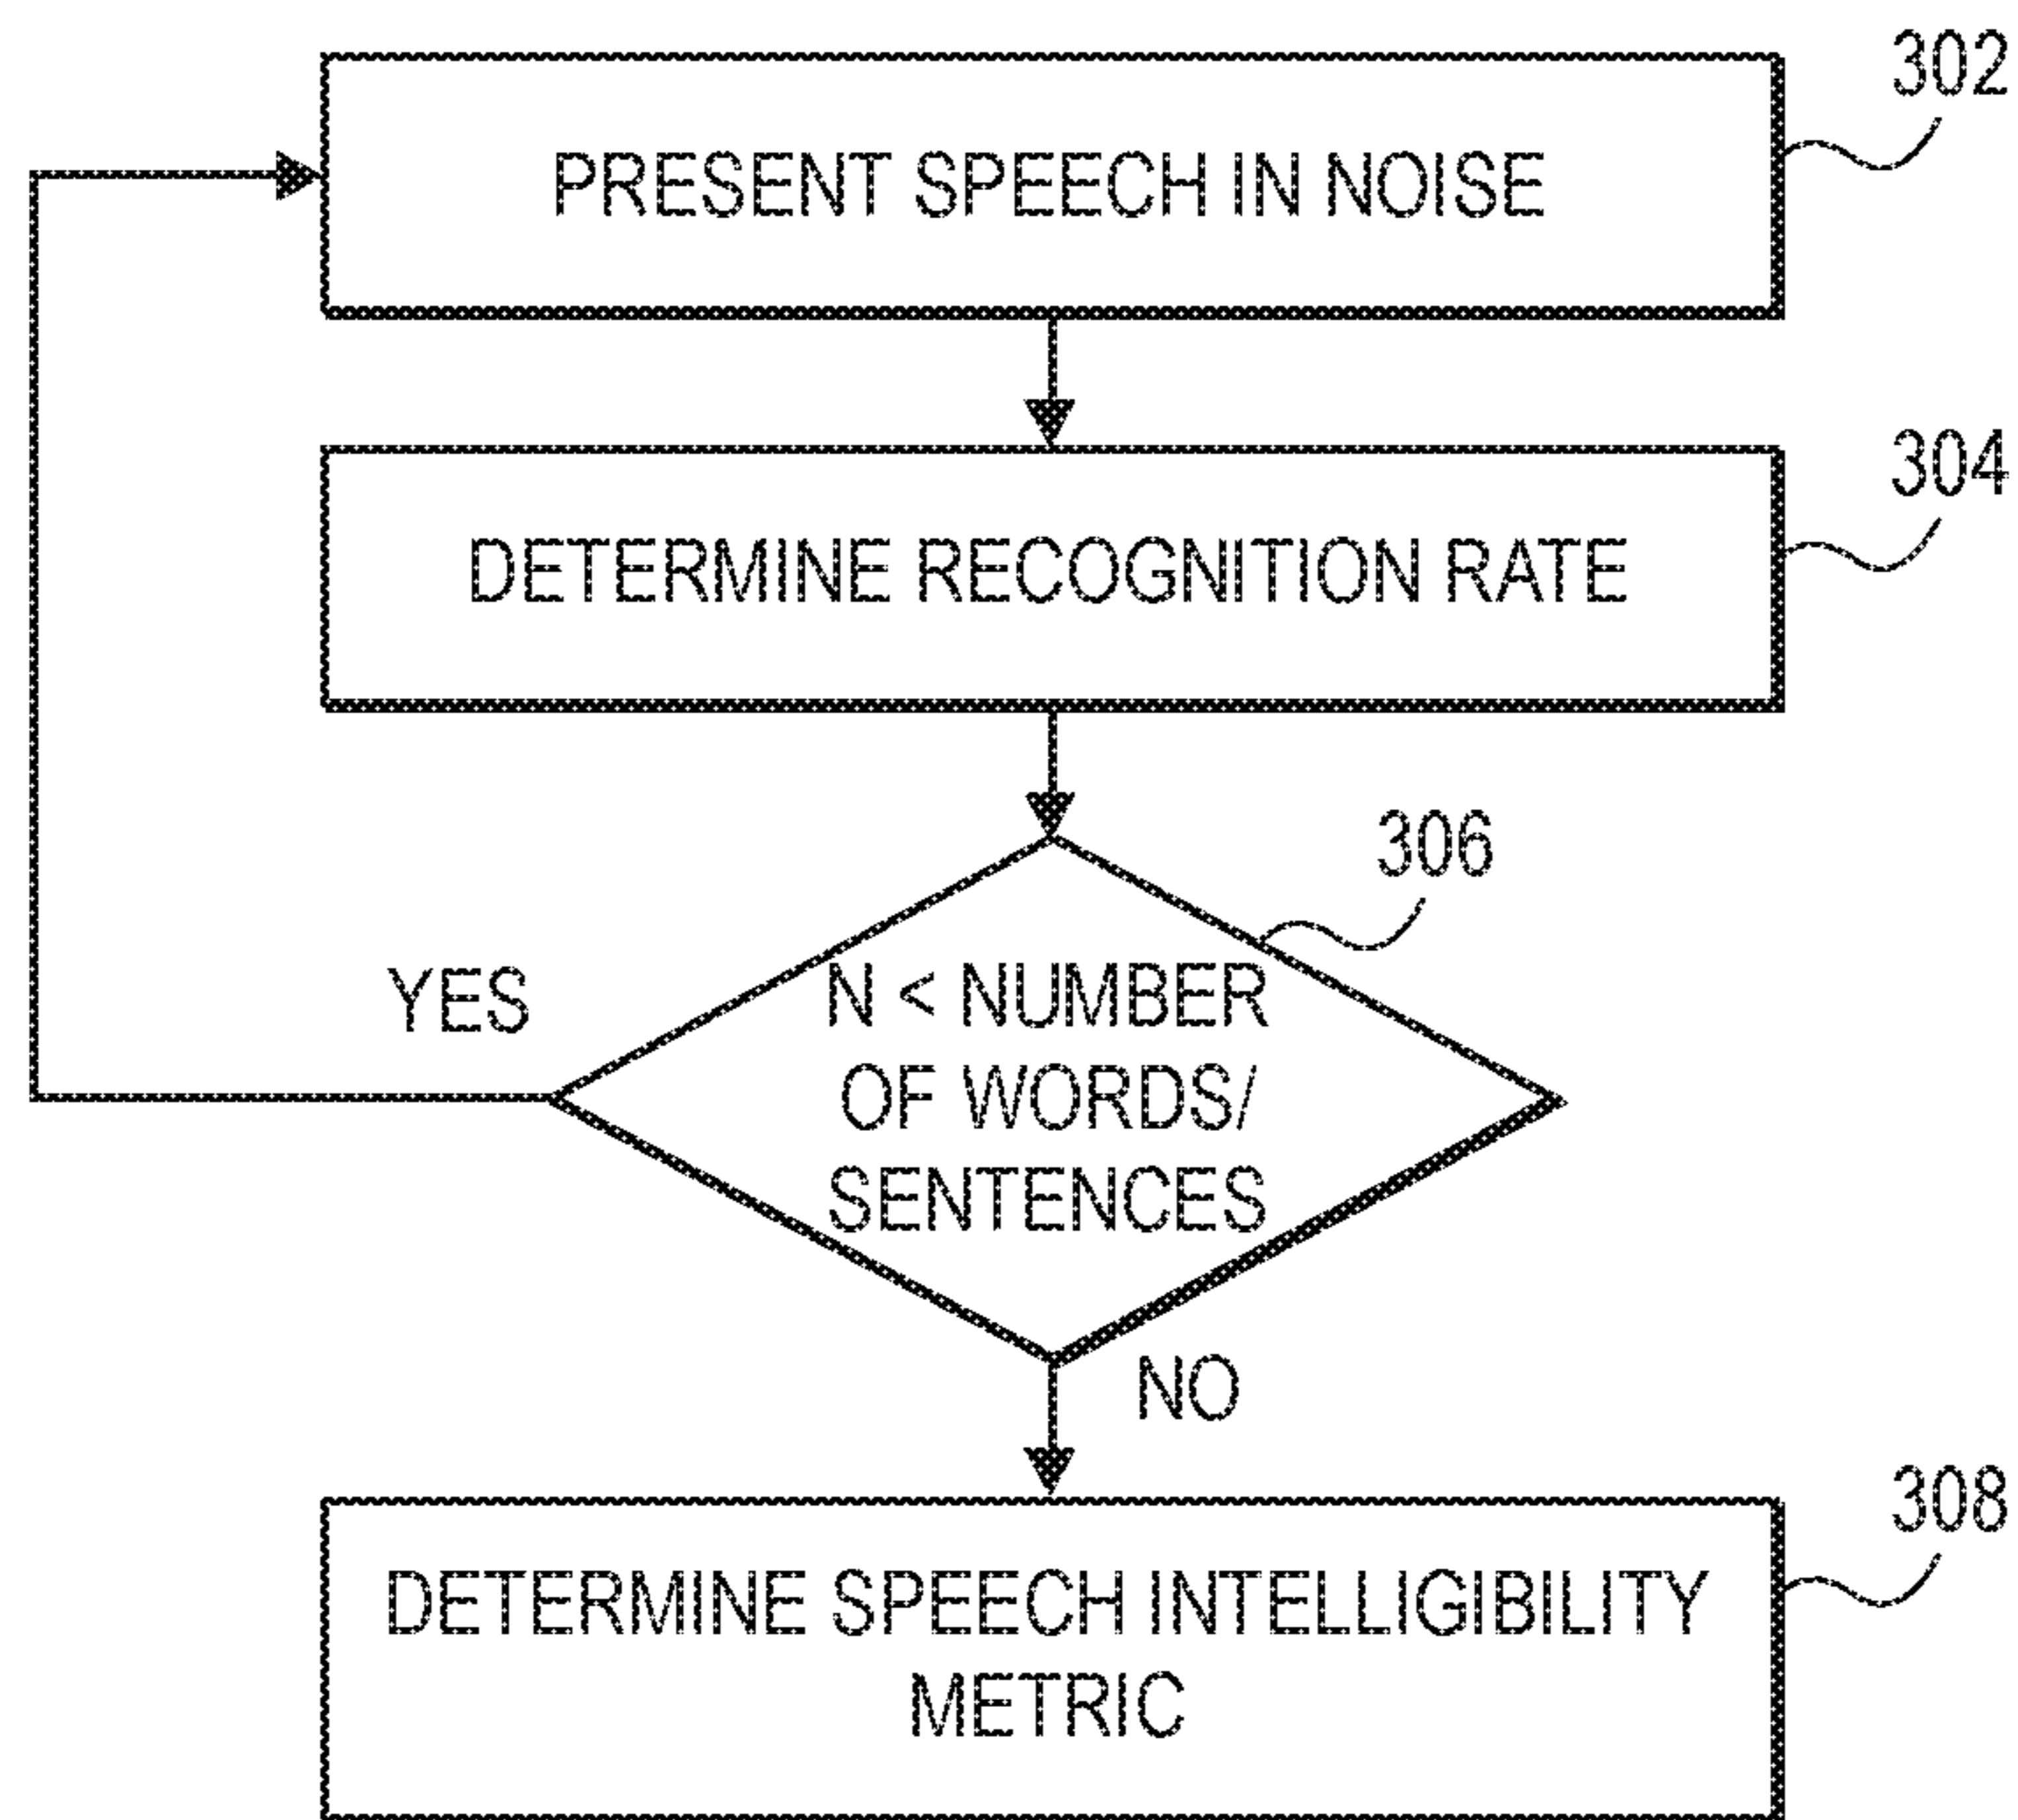 302
PRESENT SPEECH IN NOISE
304
DETERMINE RECOGNITION RATE
306
YES
N < NUMBER
OF WORDS/
SENTENCES
NO
308
DETERMINE SPEECH INTELLIGIBILITY
METRIC